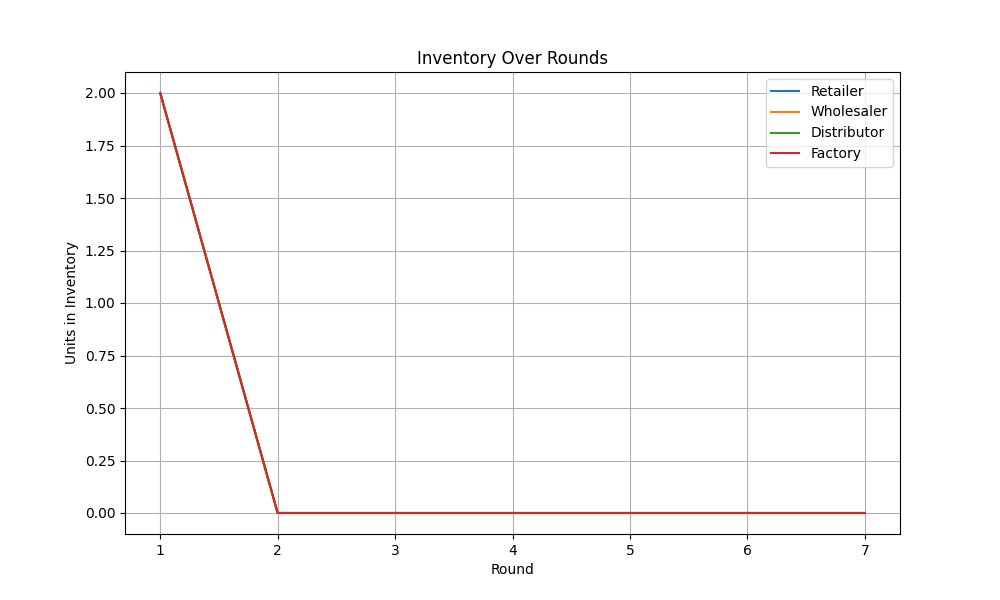 Inventory Over Rounds
Retailer
Wholesaler
Distributor
Factory
2.00
1.75
1.50
1.25
1.00
0.75
0.50
0.25
0.00
Units in Inventory
1 2 3 4 5 6 7
Round